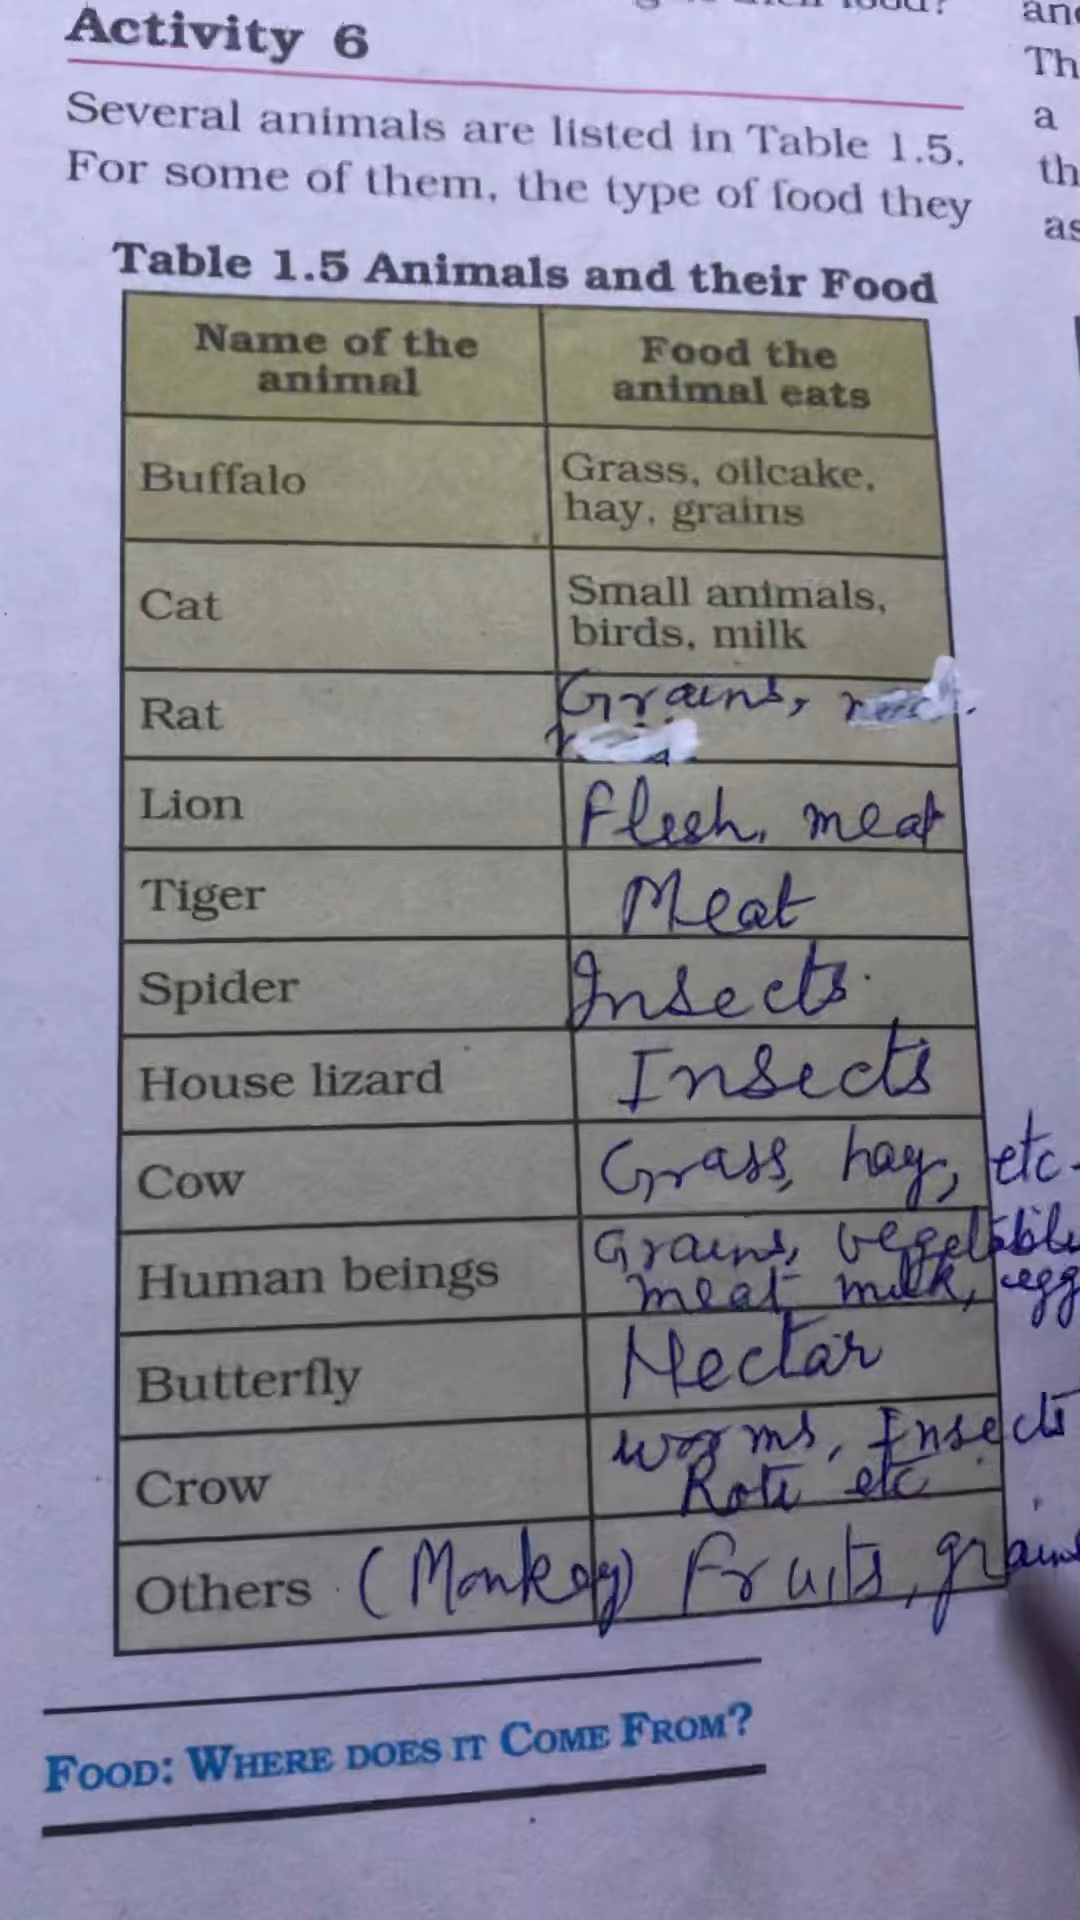 Activity 6
Several animals are listed in Table 1.5.
For some of them, the type of food they
Table 1.5 Animals and their Food
Name of the animal
Food the animal eats
Buffalo
Grass, oilcake,
hay, grains
Cat
Small animals,
birds, milk
Rat
Grains,
Lion
Flesh, meat
Tiger
Meat
Spider
Insects
House lizard
Insects
Cow
Grass, hay, etc.
Human beings
Grains,
meat milk,
Butterfly
Nectar
Crow
worms, Insects
Roti etc
Others (Monkey) Fruits,
FOOD: WHERE DOES IT COME FROM?